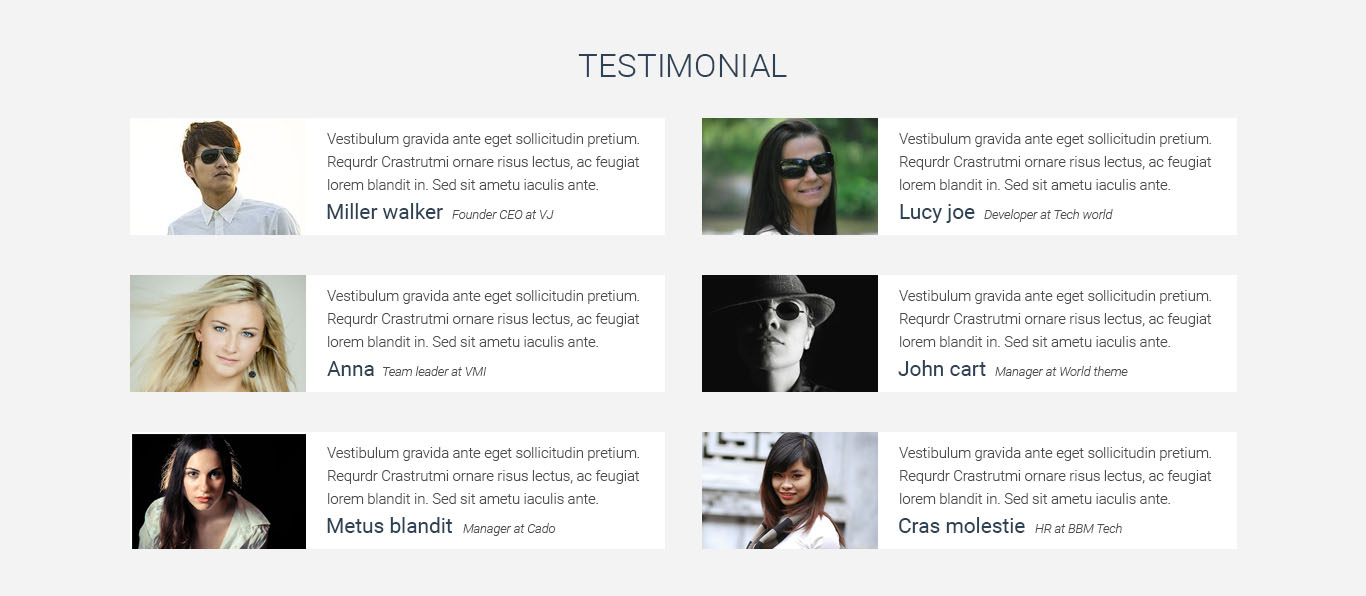 TESTIMONIAL
Vestibulum gravida ante eget sollicitudin pretium.
Requrdr Crastrutmi ornare risus lectus, ac feugiat
lorem blandit in. Sed sit ametu iaculis ante.
Miller walker Founder CEO at VJ
Vestibulum gravida ante eget sollicitudin pretium.
Requrdr Crastrutmi ornare risus lectus, ac feugiat
lorem blandit in. Sed sit ametu iaculis ante.
Lucy joe Developer at Tech world
Vestibulum gravida ante eget sollicitudin pretium.
Requrdr Crastrutmi ornare risus lectus, ac feugiat
lorem blandit in. Sed sit ametu iaculis ante.
Anna Team leader at VMI
Vestibulum gravida ante eget sollicitudin pretium.
Requrdr Crastrutmi ornare risus lectus, ac feugiat
lorem blandit in. Sed sit ametu iaculis ante.
John cart Manager at World theme
Vestibulum gravida ante eget sollicitudin pretium.
Requrdr Crastrutmi ornare risus lectus, ac feugiat
lorem blandit in. Sed sit ametu iaculis ante.
Metus blandit Manager at Cado
Vestibulum gravida ante eget sollicitudin pretium.
Requrdr Crastrutmi ornare risus lectus, ac feugiat
lorem blandit in. Sed sit ametu iaculis ante.
Cras molestie HR at BBM Tech